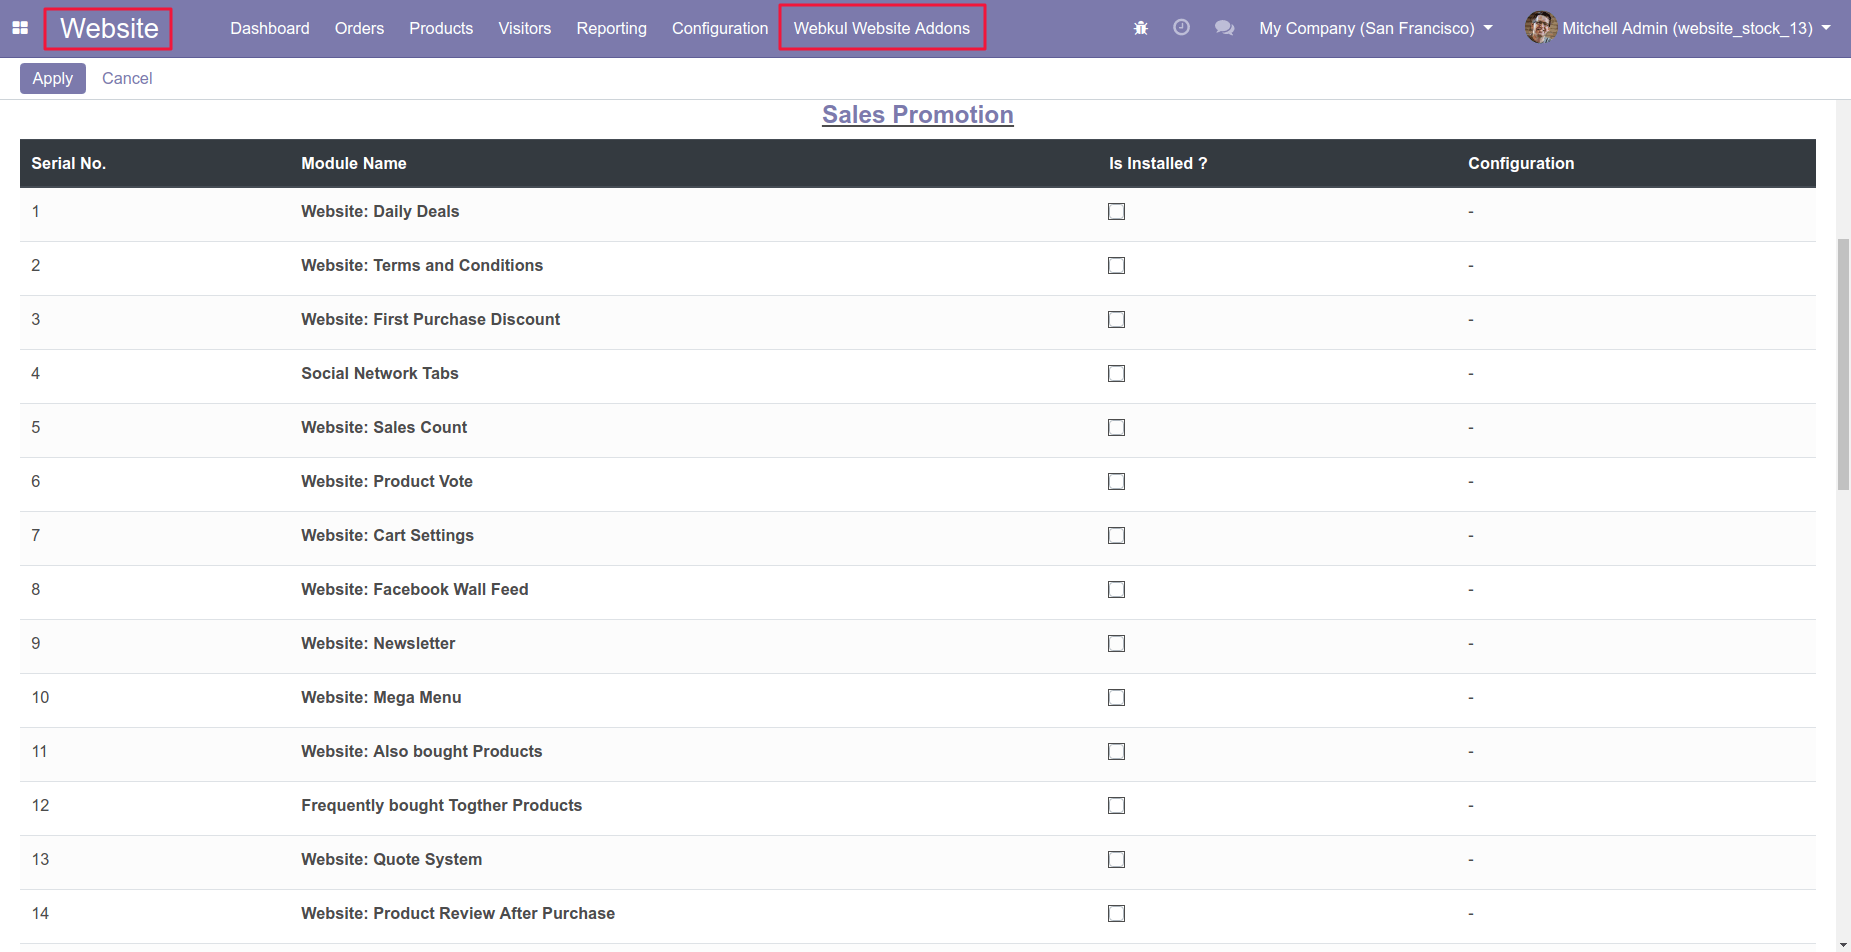 Website Dashboard Orders Products Visitors Reporting Configuration Webkul Website Addons My Company (San Francisco) Mitchell Admin (website_stock_13)
Apply Cancel
Sales Promotion
Serial No. Module Name Is Installed ? Configuration
1 Website: Daily Deals -
2 Website: Terms and Conditions -
3 Website: First Purchase Discount -
4 Social Network Tabs -
5 Website: Sales Count -
6 Website: Product Vote -
7 Website: Cart Settings -
8 Website: Facebook Wall Feed -
9 Website: Newsletter -
10 Website: Mega Menu -
11 Website: Also bought Products -
12 Frequently bought Togther Products -
13 Website: Quote System -
14 Website: Product Review After Purchase -